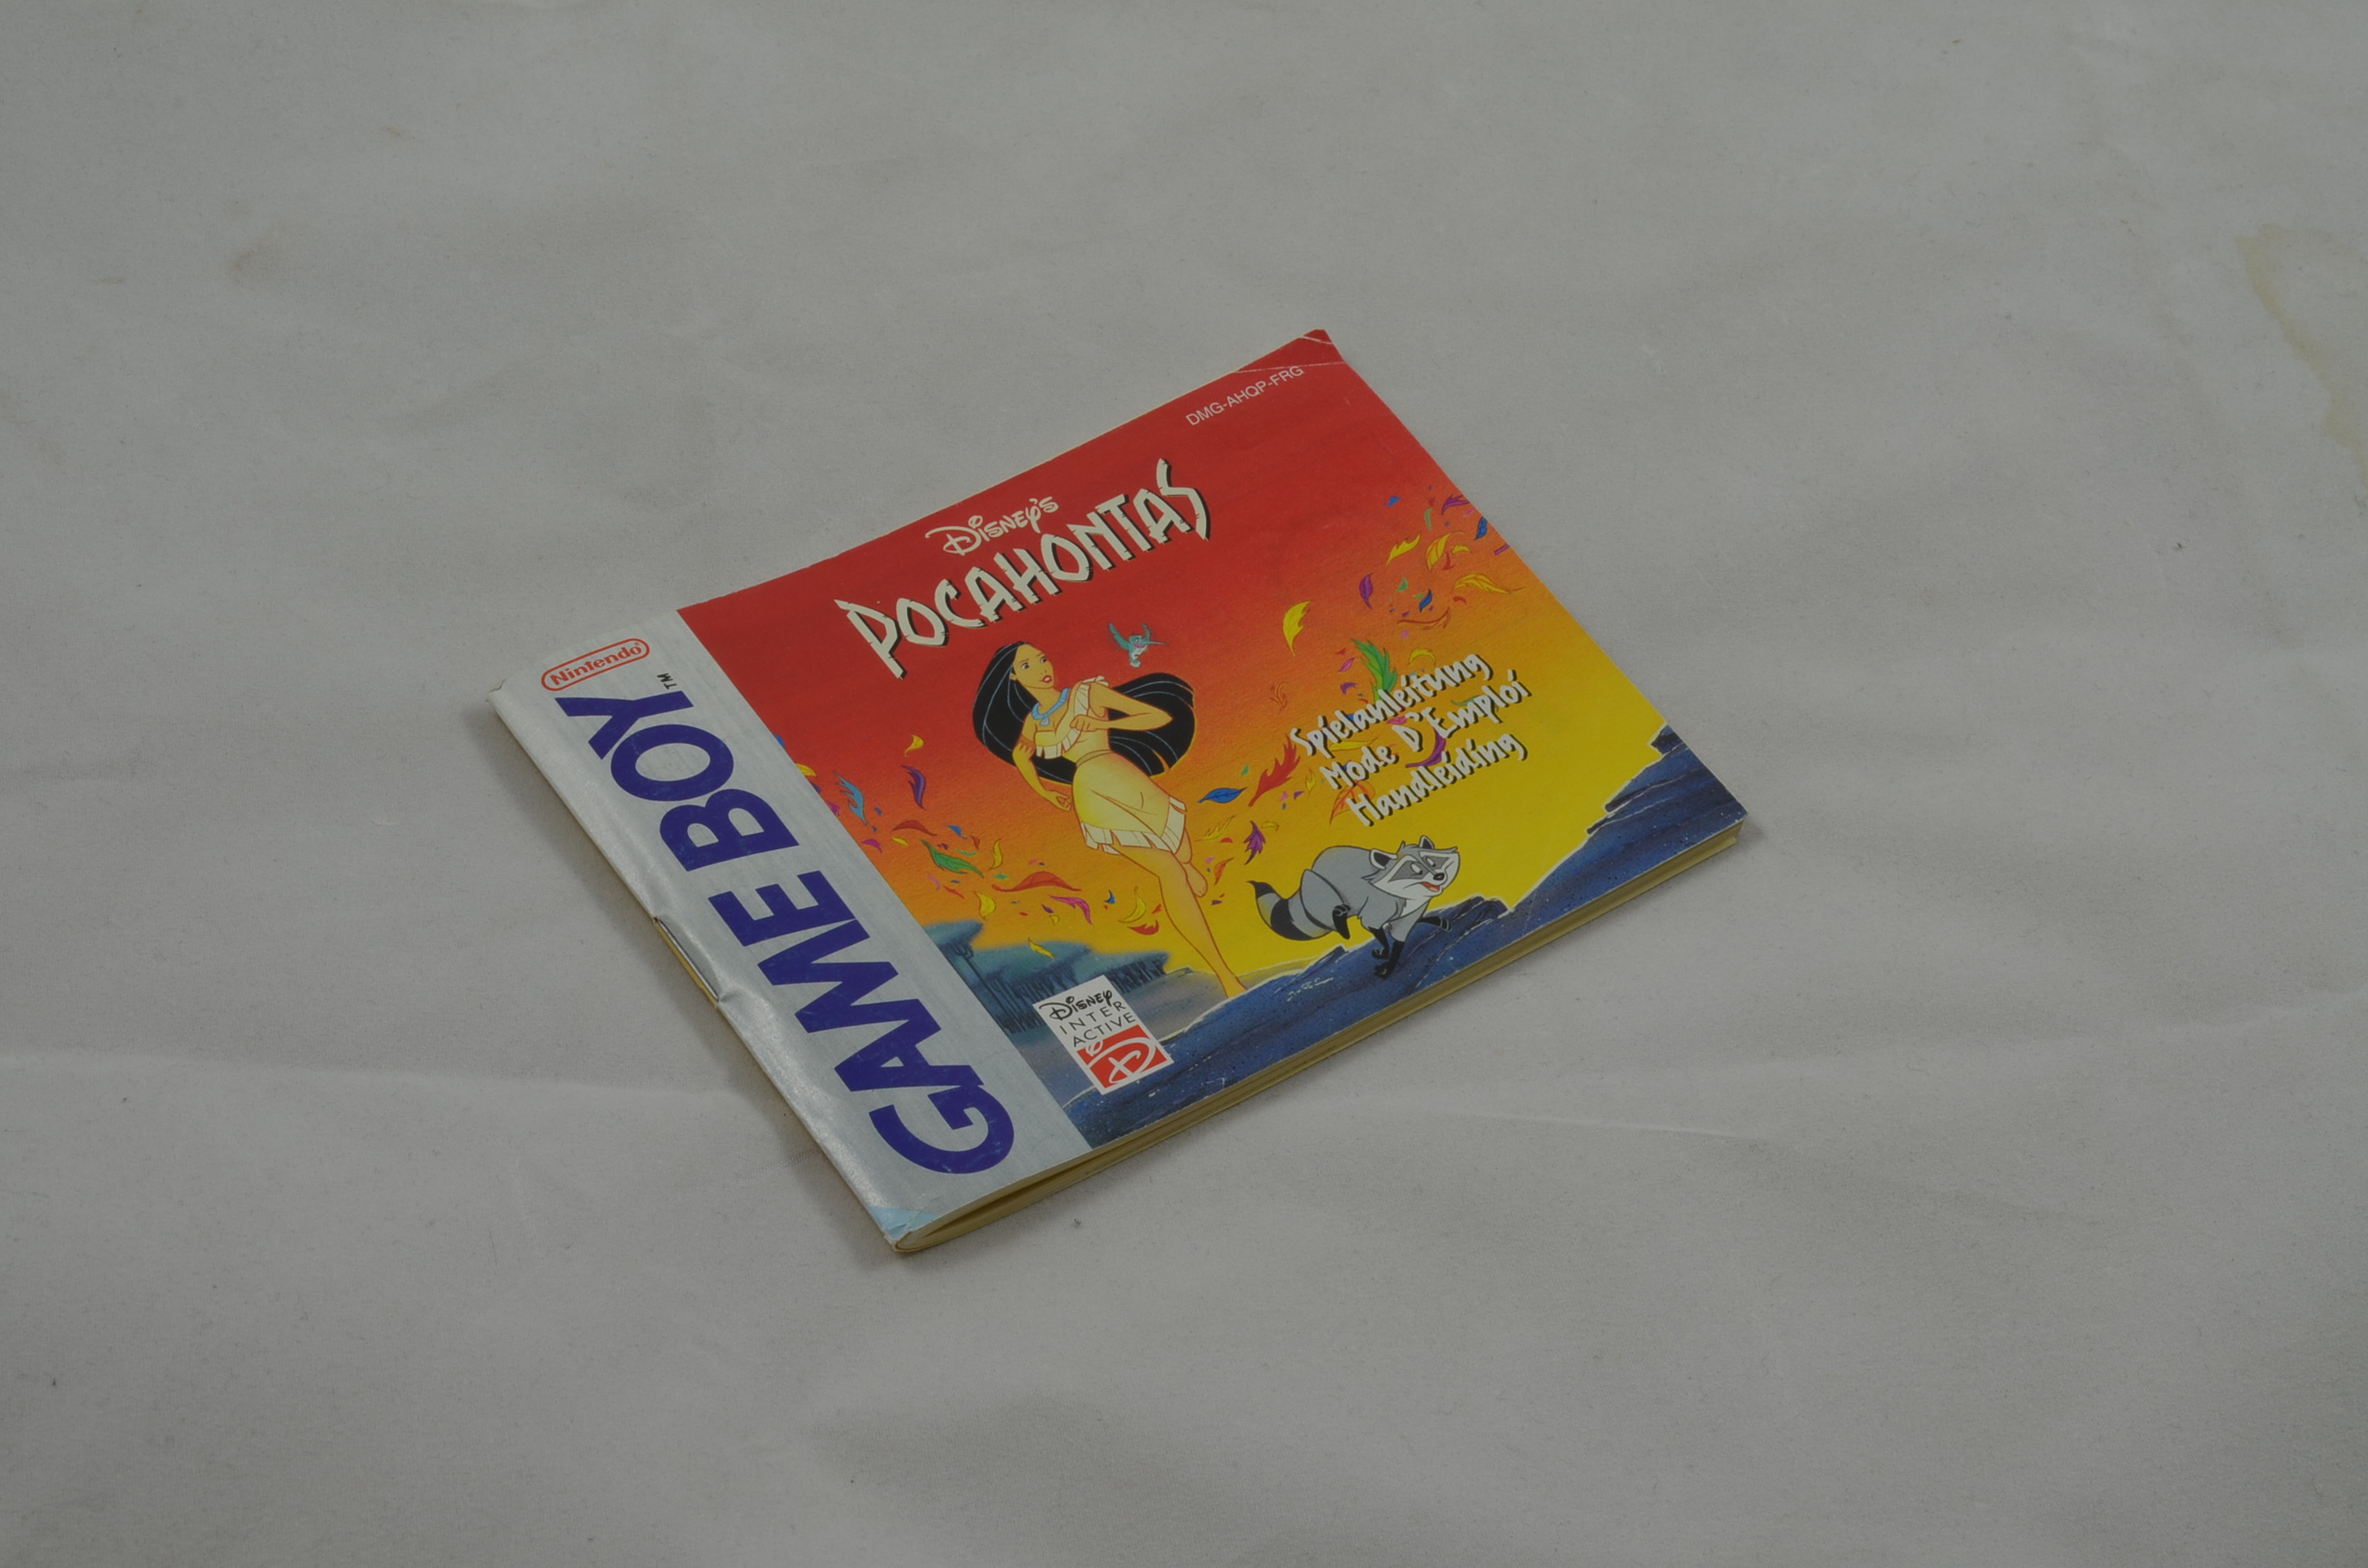 DMG-AHQP-FRG
Disney's
POCAHONTAS
Nintendo
GAME BOY™
Spielanleitung
Mode D'Emploi
Handleiding
Disney
INTER
ACTIVE
D